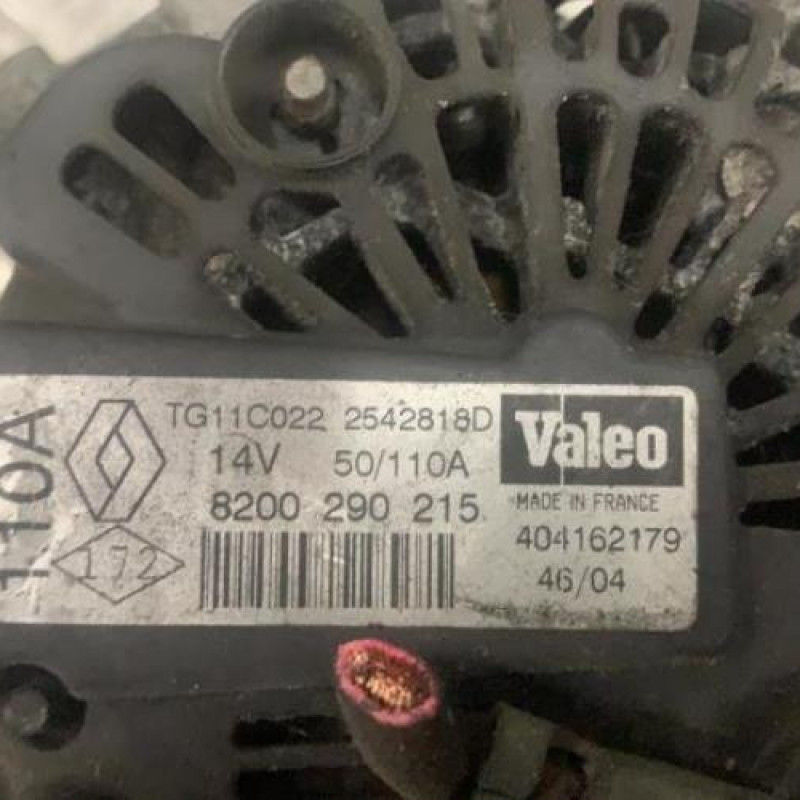 110A
TG11C022 2542818D
14V 50/110A
8200 290 215
172
Valeo
MADE IN FRANCE
404162179
46/04